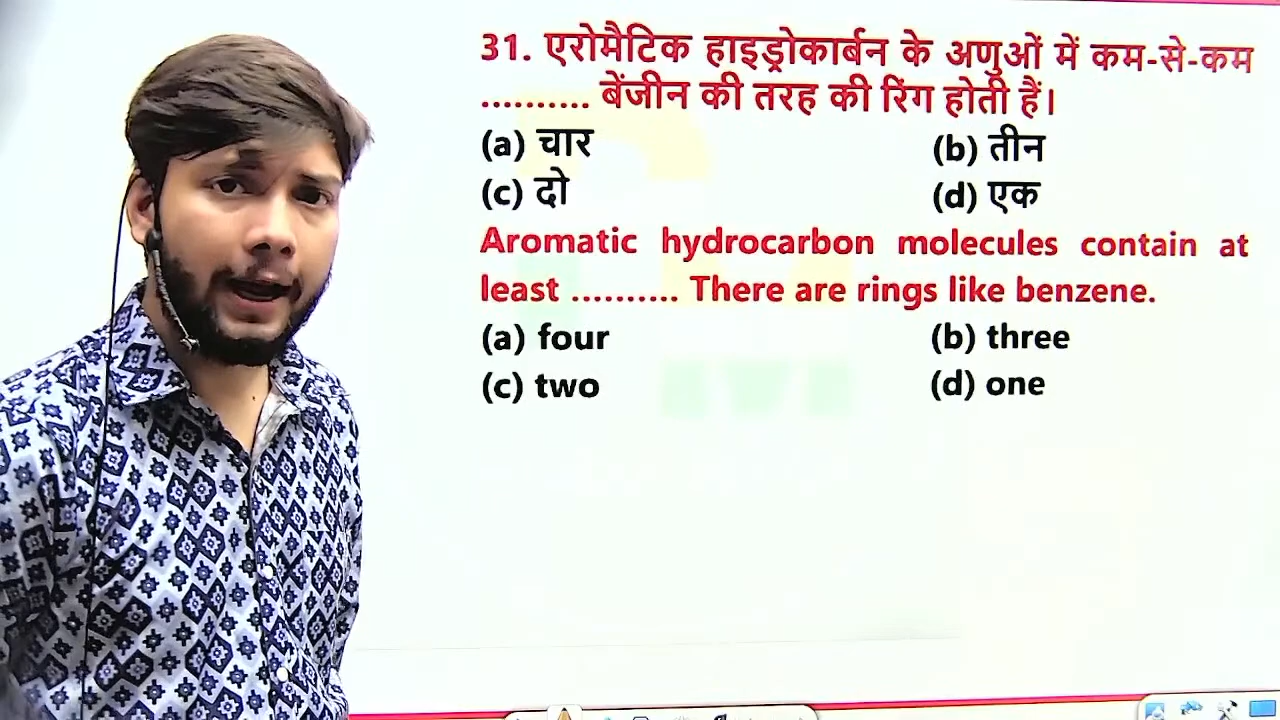 31. एरोमैटिक हाइड्रोकार्बन के अणुओं में कम-से-कम
.......... बेंजीन की तरह की रिंग होती हैं।
(a) चार (b) तीन
(c) दो (d) एक
Aromatic hydrocarbon molecules contain at
least .......... There are rings like benzene.
(a) four (b) three
(c) two (d) one